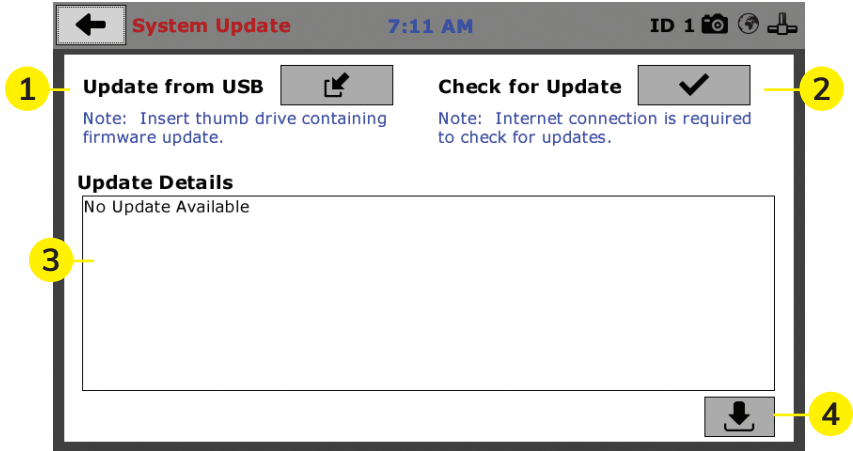 System Update 7:11 AM ID 1
1 Update from USB Check for Update 2
Note: Insert thumb drive containing Note: Internet connection is required
firmware update. to check for updates.
Update Details
No Update Available
3
4